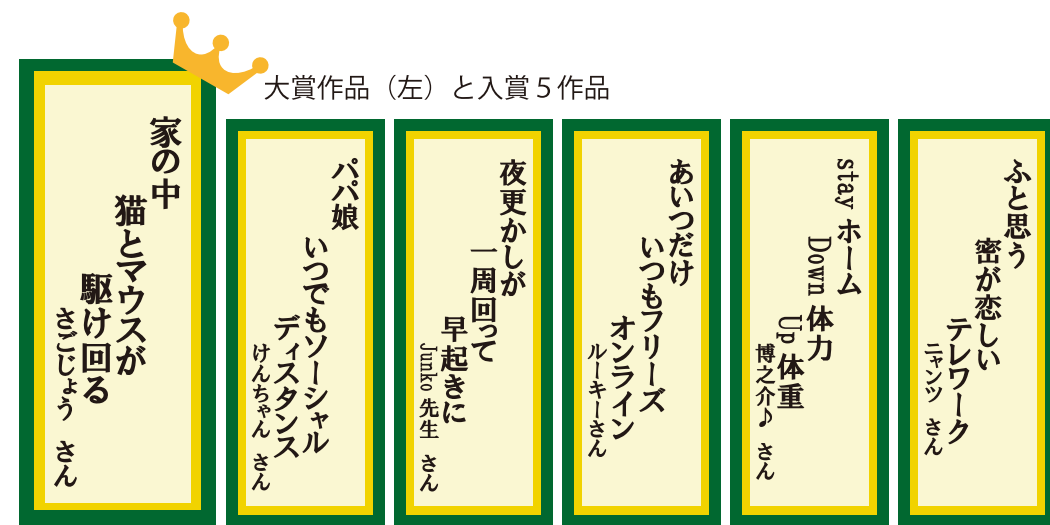 大賞作品（左）と入賞５作品
家の中
猫とマウスが
駆け回る
さごじょう さん
パパ娘
いつでもソーシャル
ディスタンス
けんちゃん さん
夜更かしが
一周回って
早起きに
Junko 先生 さん
あいつだけ
いつもフリーズ
オンライン
ルーキーさん
stay ホーム
Down 体力
Up 体重
博之介♪ さん
ふと思う
密が恋しい
テレワーク
ニャンツ さん